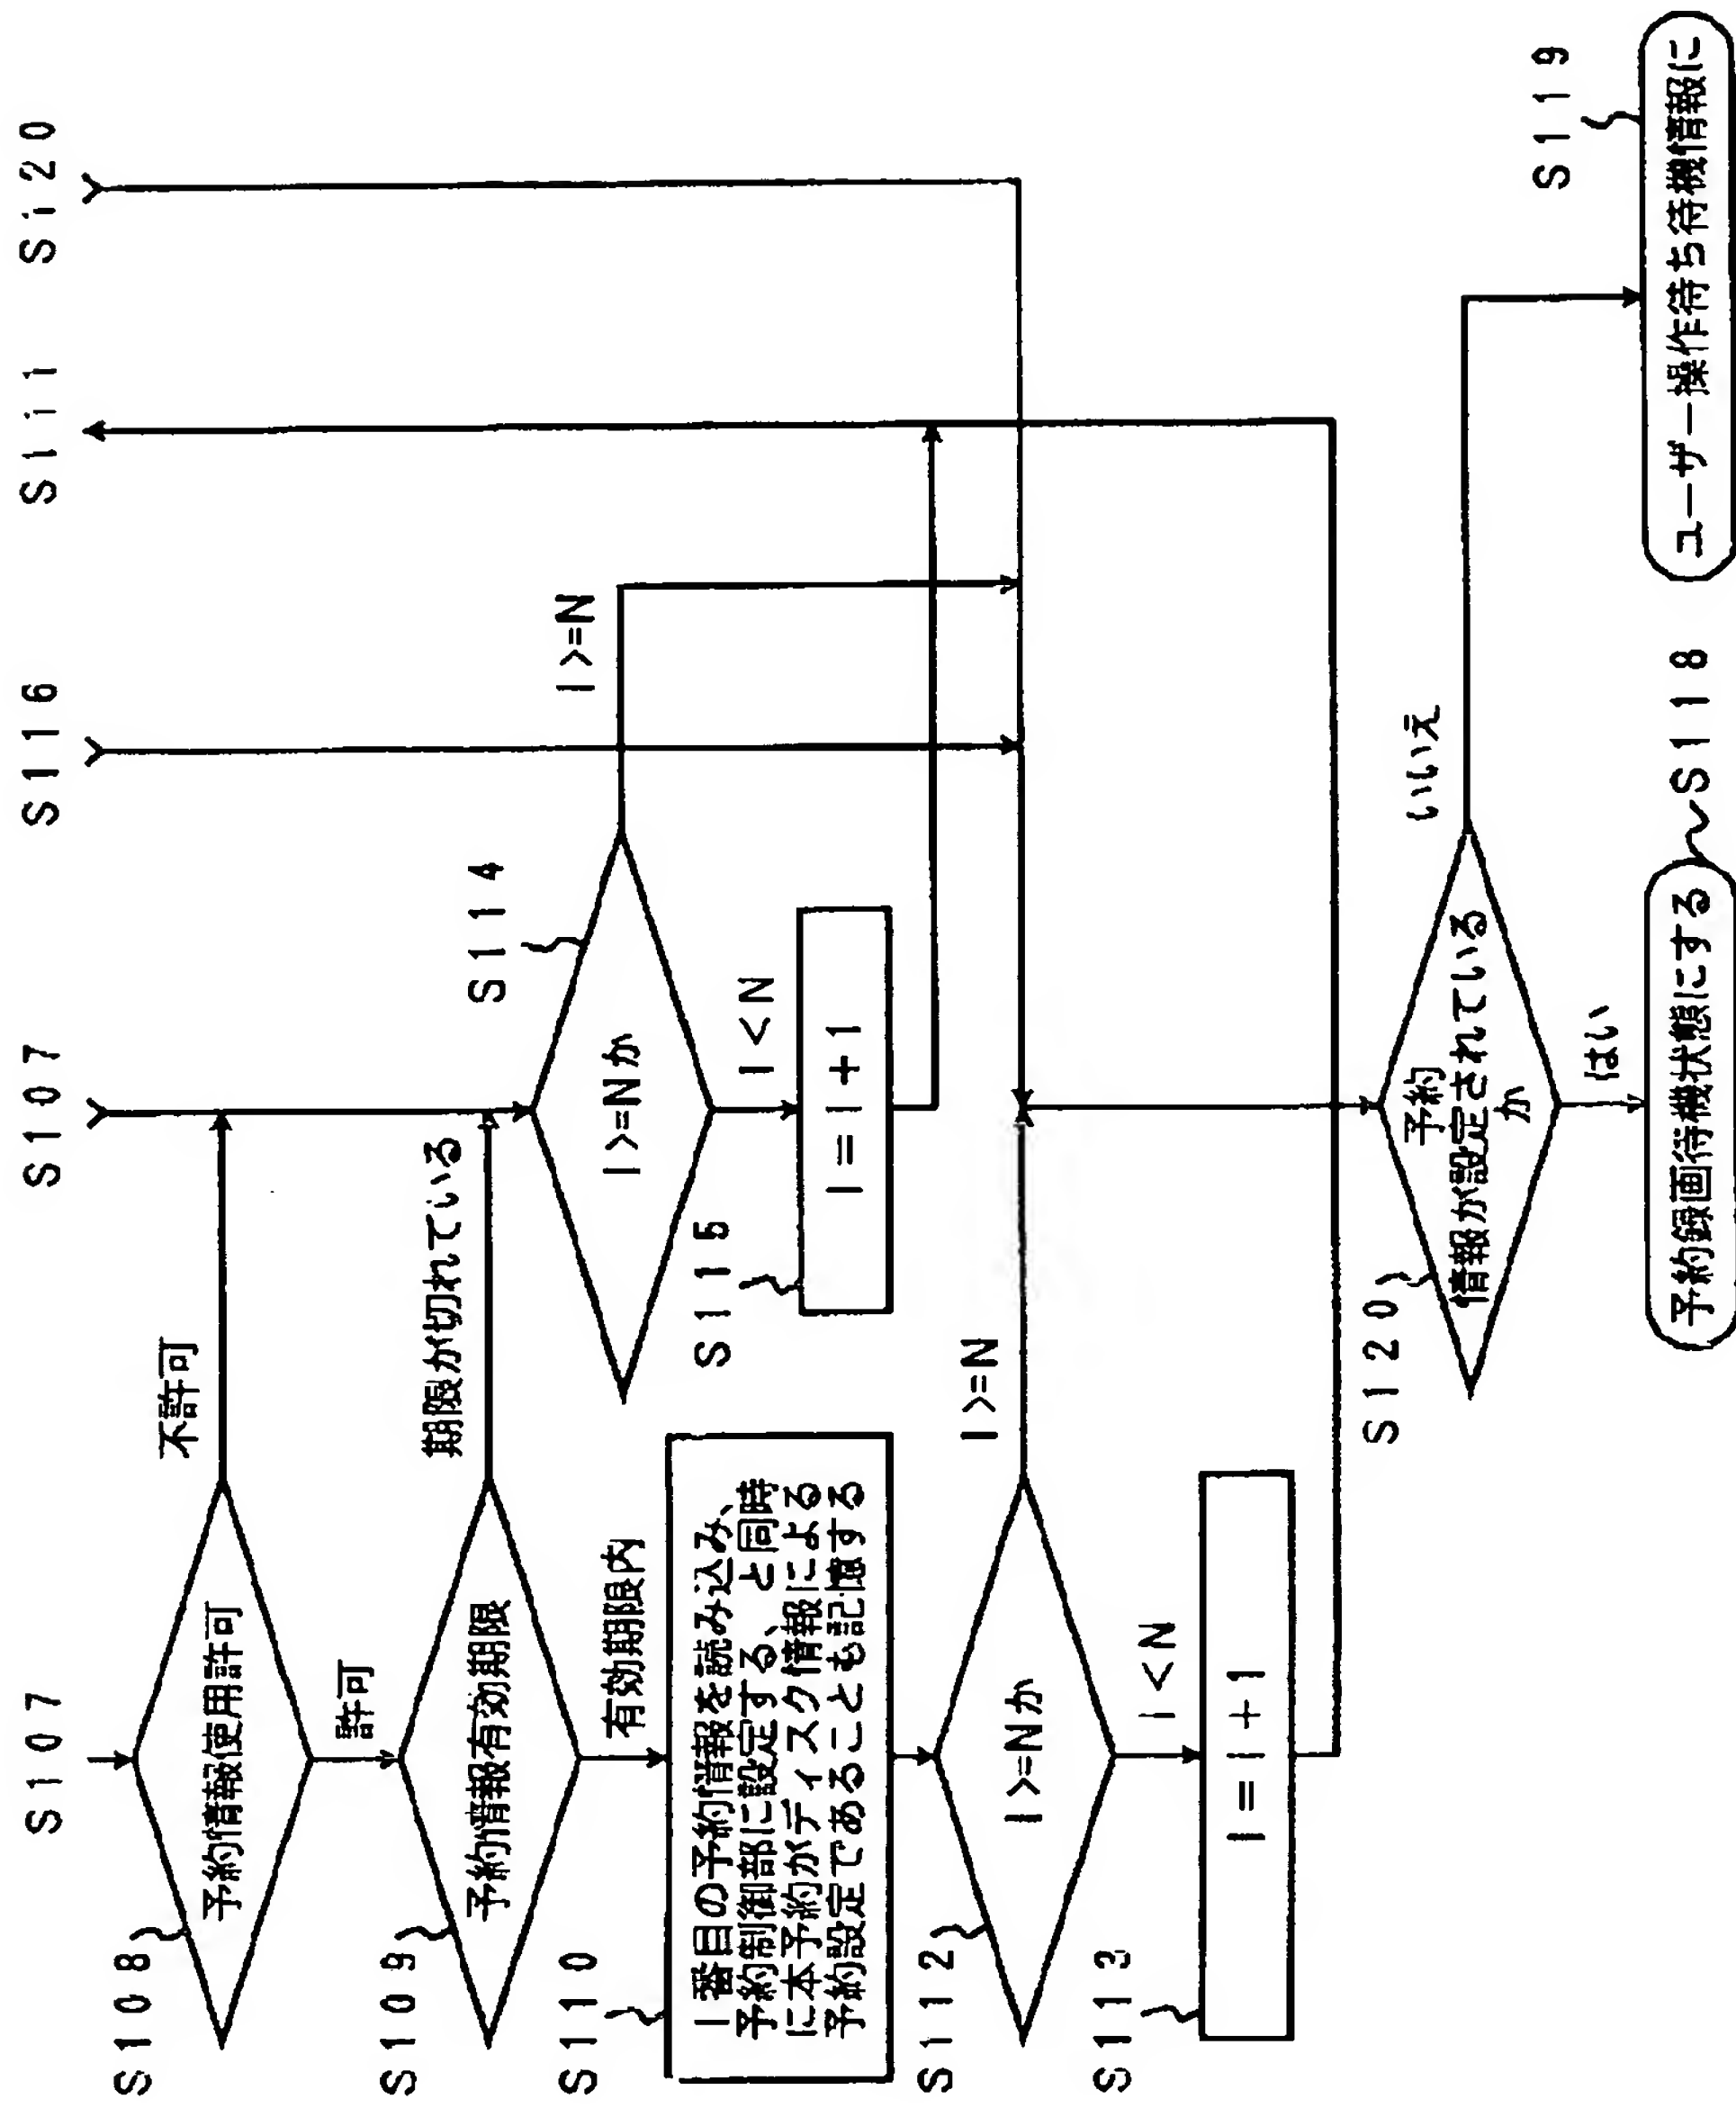 S107
S107
S116
S111
S120
S108
予約情報使用許可
不許可
許可
S109
予約情報有効期限
期限が切れている
有効期限内
S110
I番目の予約情報を読み込み、
予約制御部に設定する、と同時
に本予約がディスク情報による
予約設定であることも記憶する
S114
I>=Nか
I>=N
I<N
S115
I=I+1
S112
I>=Nか
I>=N
I<N
S113
I=I+1
S120
予約
情報が設定されている
か
いいえ
はい
予約録画待機状態にする
S118
S119
ユーザー操作待ち待機情報に